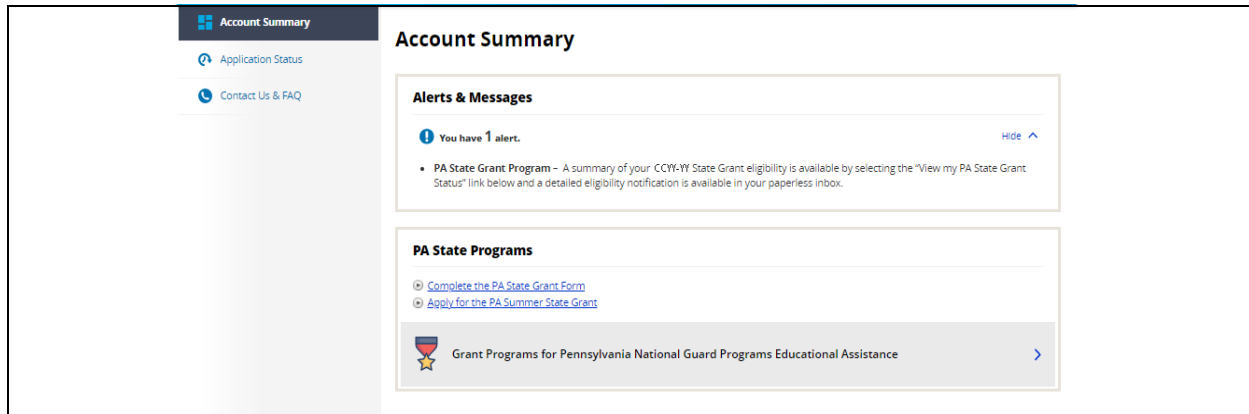 Account Summary
Application Status
Contact Us & FAQ
Account Summary
Alerts & Messages
You have 1 alert.
Hide
PA State Grant Program – A summary of your CCYY-YY State Grant eligibility is available by selecting the "View my PA State Grant
Status" link below and a detailed eligibility notification is available in your paperless inbox.
PA State Programs
Complete the PA State Grant Form
Apply for the PA Summer State Grant
Grant Programs for Pennsylvania National Guard Programs Educational Assistance